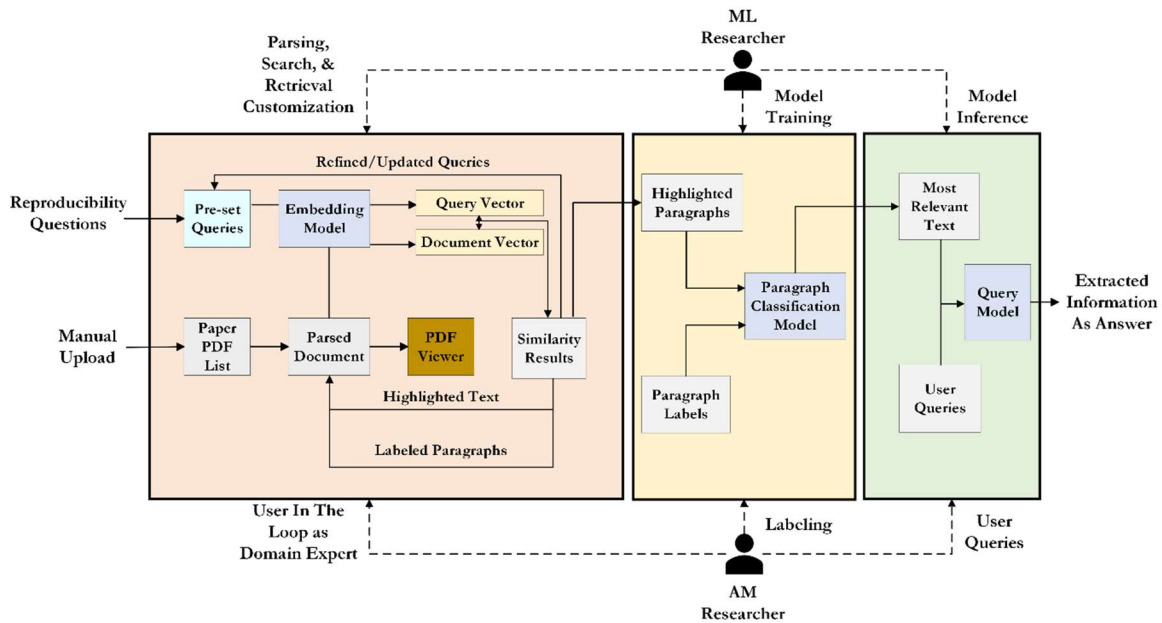 ML
Researcher
Parsing,
Search, &
Retrieval
Customization
Model
Training
Model
Inference
Refined/Updated Queries
Reproducibility
Questions
Pre-set
Queries
Embedding
Model
Query Vector
Document Vector
Highlighted
Paragraphs
Most
Relevant
Text
Manual
Upload
Paper
PDF
List
Parsed
Document
PDF
Viewer
Similarity
Results
Paragraph
Classification
Model
Query
Model
Extracted
Information
As Answer
Highlighted Text
Labeled Paragraphs
Paragraph
Labels
User
Queries
User In The
Loop as
Domain Expert
Labeling
User
Queries
AM
Researcher